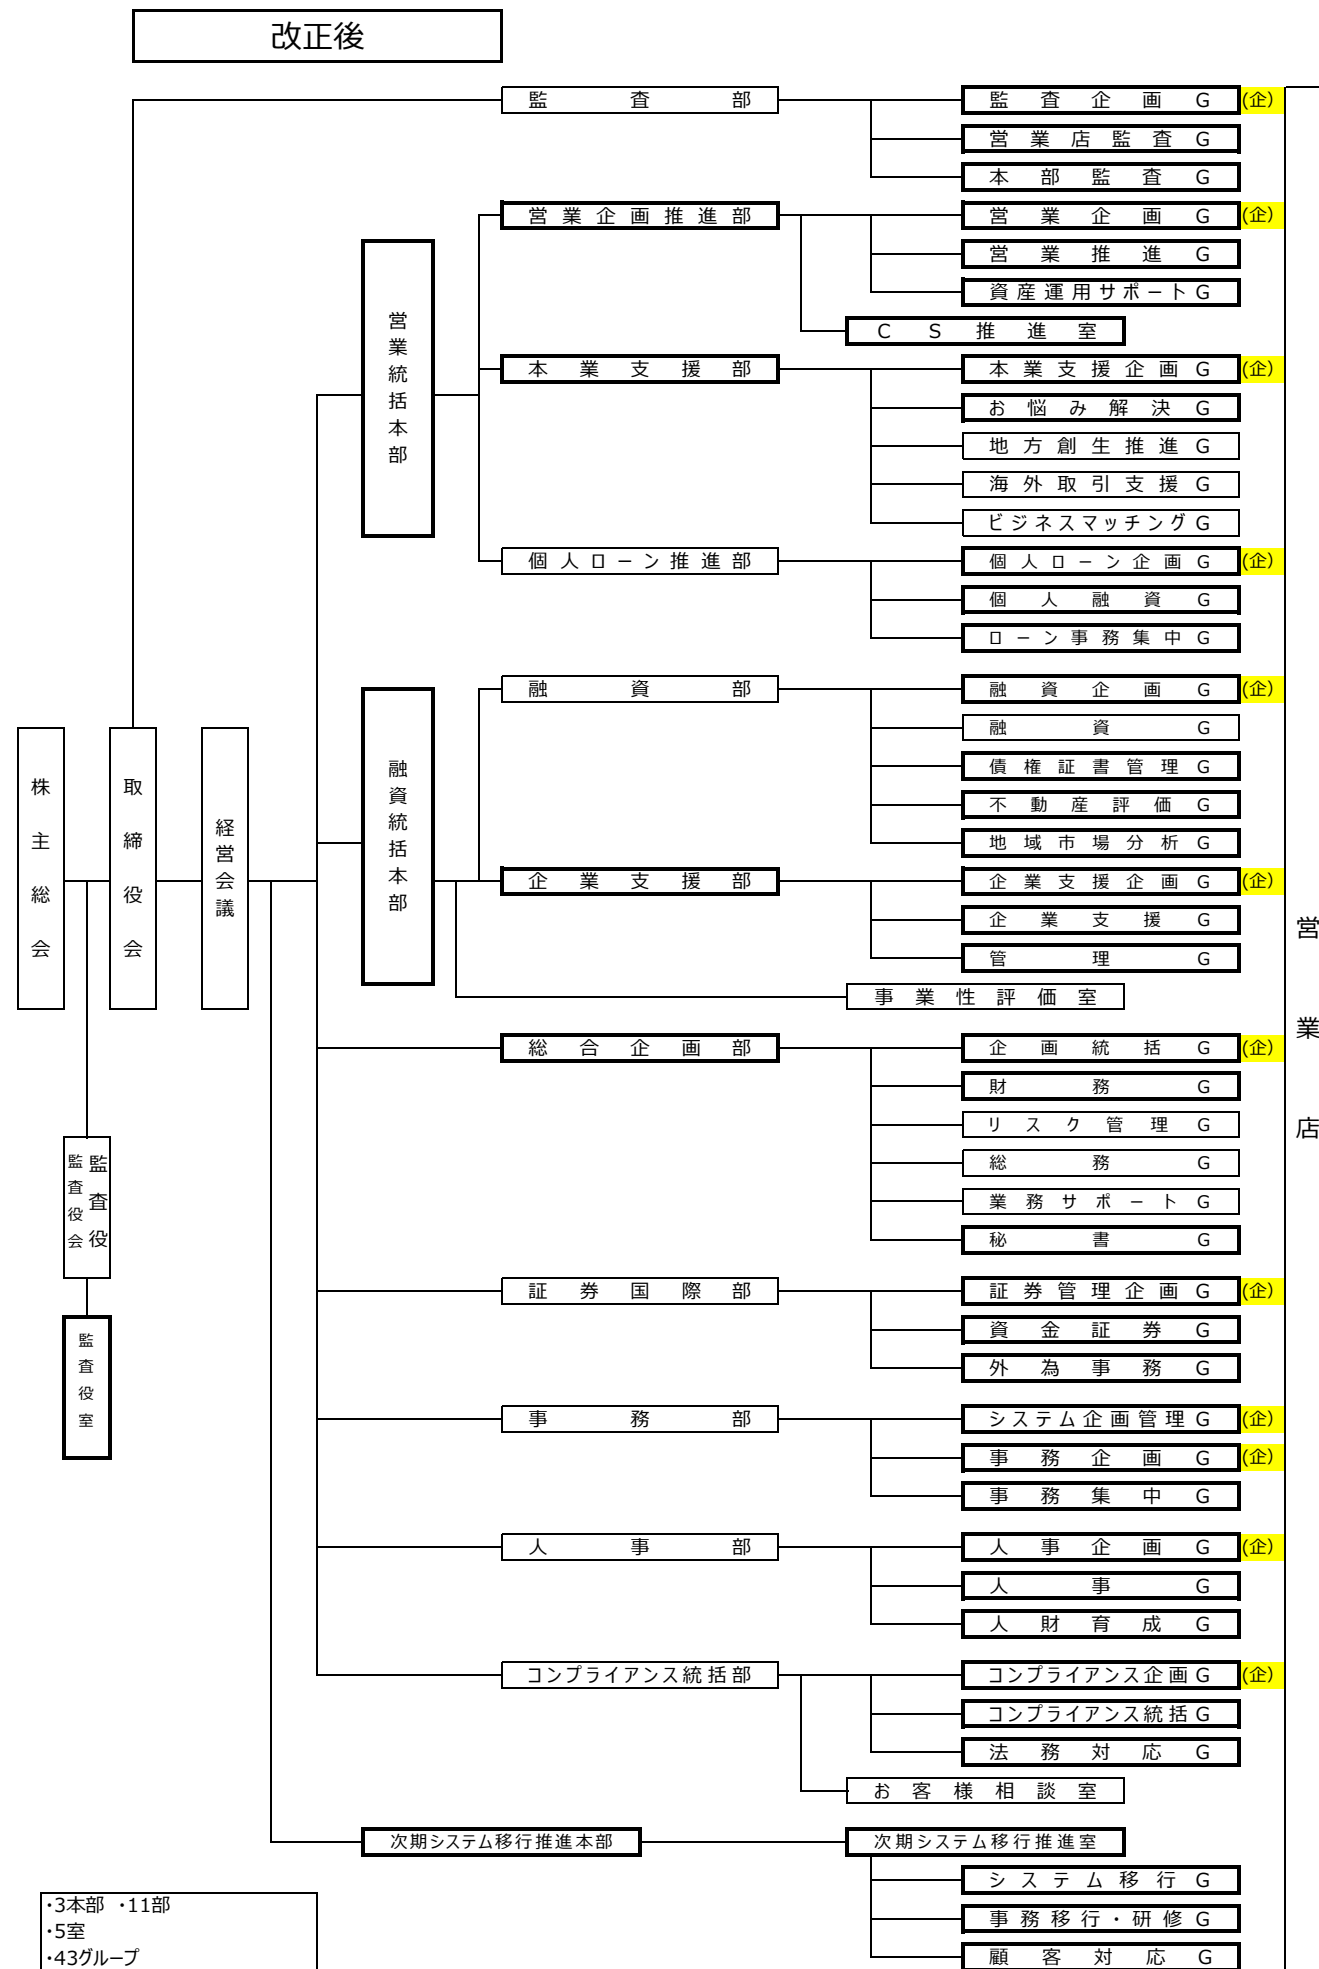 改正後
監査部
監査企画G (企)
営業店監査G
本部監査G
営業企画推進部
営業企画G (企)
営業推進G
資産運用サポートG
CS推進室
営業統括本部
本業支援部
本業支援企画G (企)
お悩み解決G
地方創生推進G
海外取引支援G
ビジネスマッチングG
個人ローン推進部
個人ローン企画G (企)
個人融資G
ローン事務集中G
融資部
融資企画G (企)
融資G
債権証書管理G
不動産評価G
地域市場分析G
株主総会
取締役会
経営会議
融資統括本部
企業支援部
企業支援企画G (企)
企業支援G
管理G
事業性評価室
営業店
総合企画部
企画統括G (企)
財務G
リスク管理G
総務G
業務サポートG
秘書G
監査役
監査役会
監査役室
証券国際部
証券管理企画G (企)
資金証券G
外為事務G
事務部
システム企画管理G (企)
事務企画G (企)
事務集中G
人事部
人事企画G (企)
人事G
人財育成G
コンプライアンス統括部
コンプライアンス企画G (企)
コンプライアンス統括G
法務対応G
お客様相談室
次期システム移行推進本部
次期システム移行推進室
システム移行G
事務移行・研修G
顧客対応G
・3本部 ・11部
・5室
・43グループ